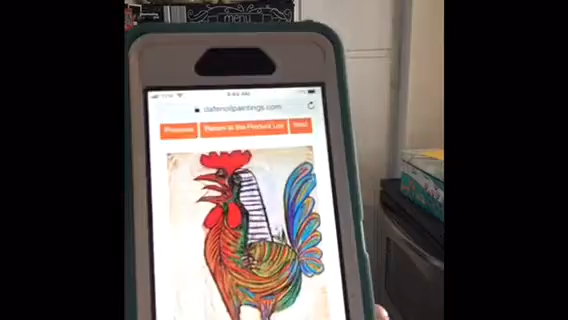 menu
dafenoilpaintings.com
Previous
Return to the Product List
Next